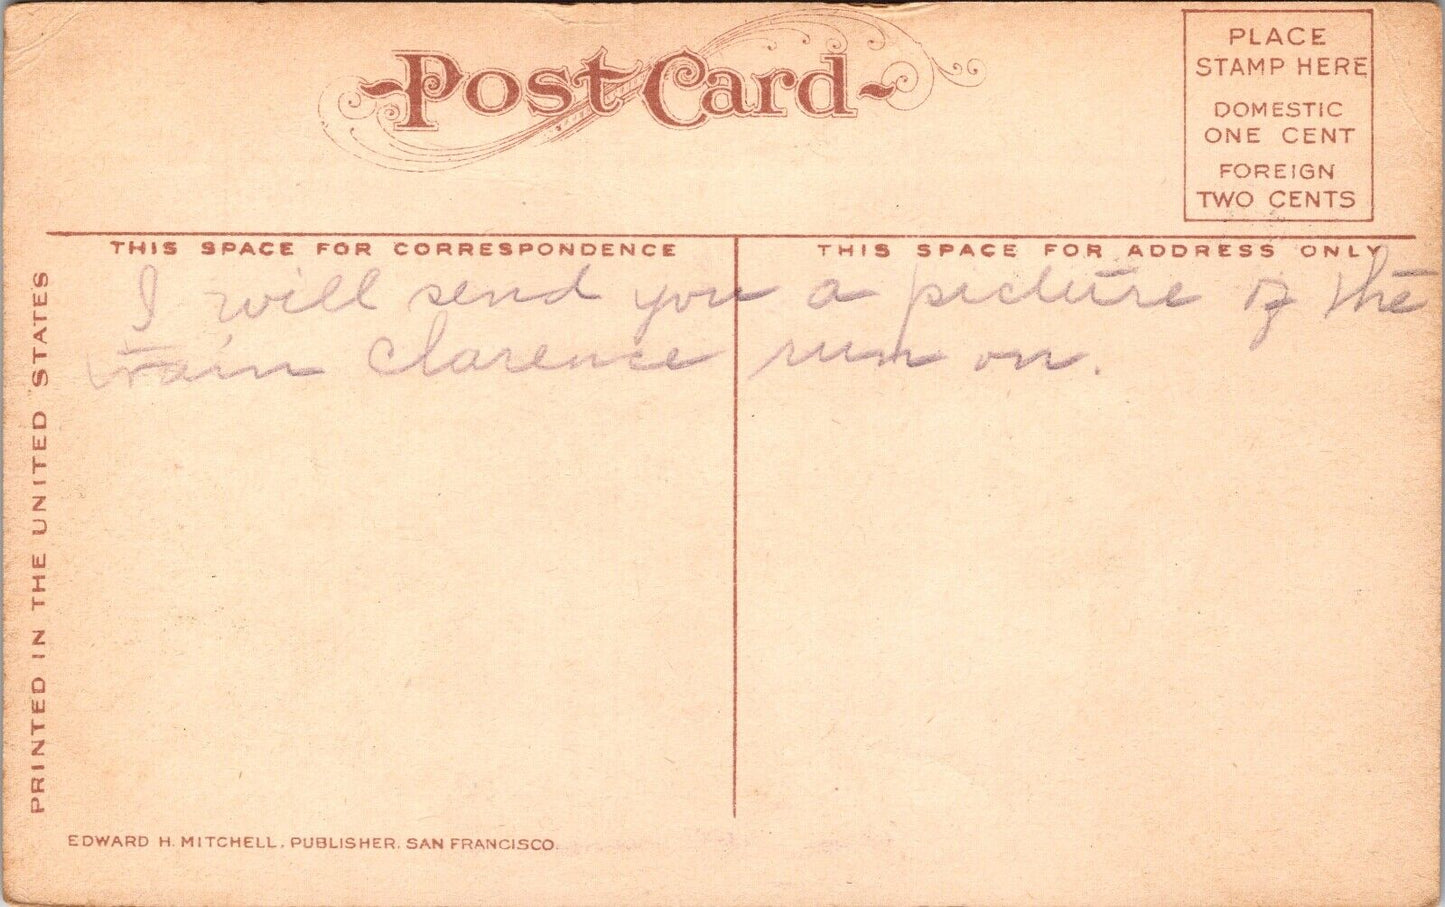 Post Card
PLACE
STAMP HERE
DOMESTIC
ONE CENT
FOREIGN
TWO CENTS
THIS SPACE FOR CORRESPONDENCE
THIS SPACE FOR ADDRESS ONLY
I will send you a picture of the
train Clarence run on.
PRINTED IN THE UNITED STATES
EDWARD H. MITCHELL, PUBLISHER, SAN FRANCISCO.